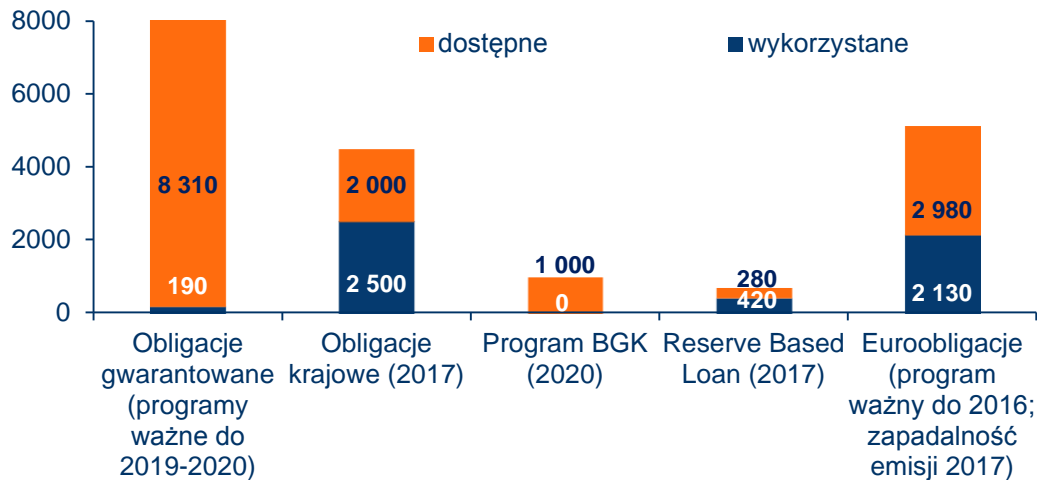 8000
6000
4000
2000
0
dostępne
wykorzystane
8 310
190
2 000
2 500
1 000
0
280
420
2 980
2 130
Obligacje
gwarantowane
(programy
ważne do
2019-2020)
Obligacje
krajowe (2017)
Program BGK
(2020)
Reserve Based
Loan (2017)
Euroobligacje
(program
ważny do 2016;
zapadalność
emisji 2017)